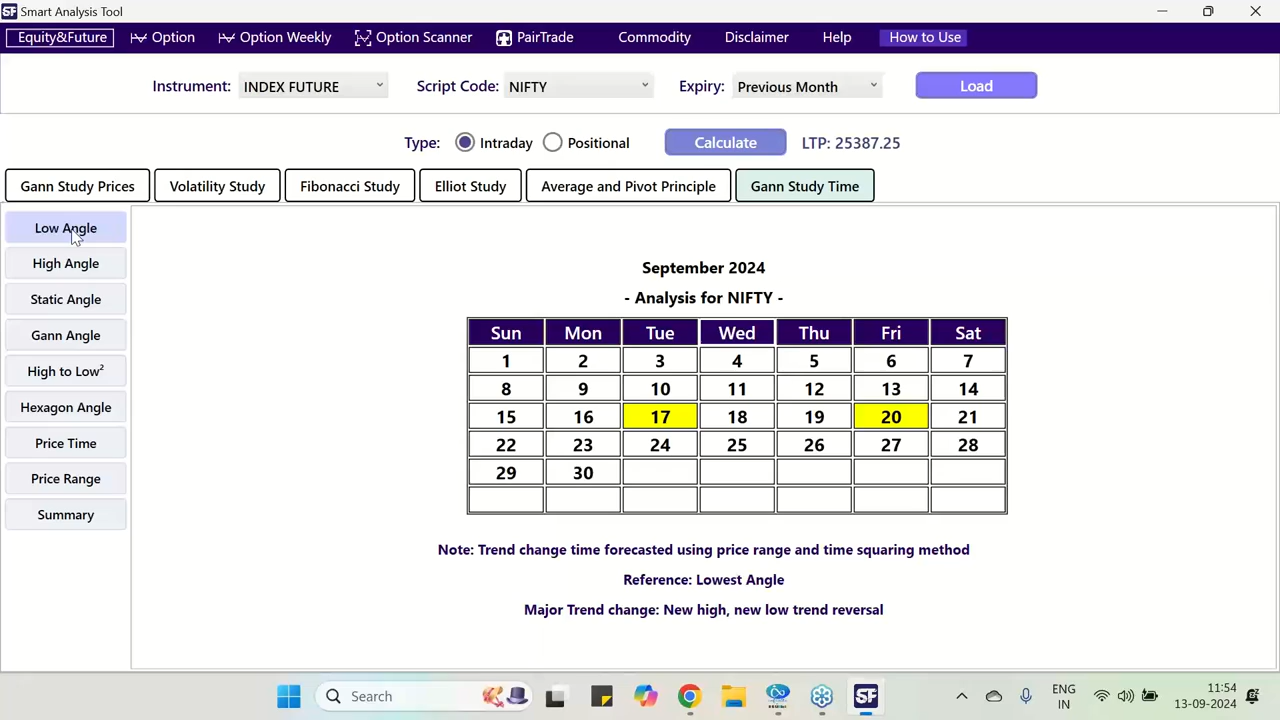 SF Smart Analysis Tool
Equity&Future Option Option Weekly Option Scanner PairTrade Commodity Disclaimer Help How to Use
Instrument: INDEX FUTURE Script Code: NIFTY Expiry: Previous Month Load
Type: Intraday Positional Calculate LTP: 25387.25
Gann Study Prices Volatility Study Fibonacci Study Elliot Study Average and Pivot Principle Gann Study Time
Low Angle
High Angle
Static Angle
Gann Angle
High to Low²
Hexagon Angle
Price Time
Price Range
Summary
September 2024
- Analysis for NIFTY -
Sun Mon Tue Wed Thu Fri Sat
1 2 3 4 5 6 7
8 9 10 11 12 13 14
15 16 17 18 19 20 21
22 23 24 25 26 27 28
29 30
Note: Trend change time forecasted using price range and time squaring method
Reference: Lowest Angle
Major Trend change: New high, new low trend reversal
Search SF ENG 11:54
IN 13-09-2024